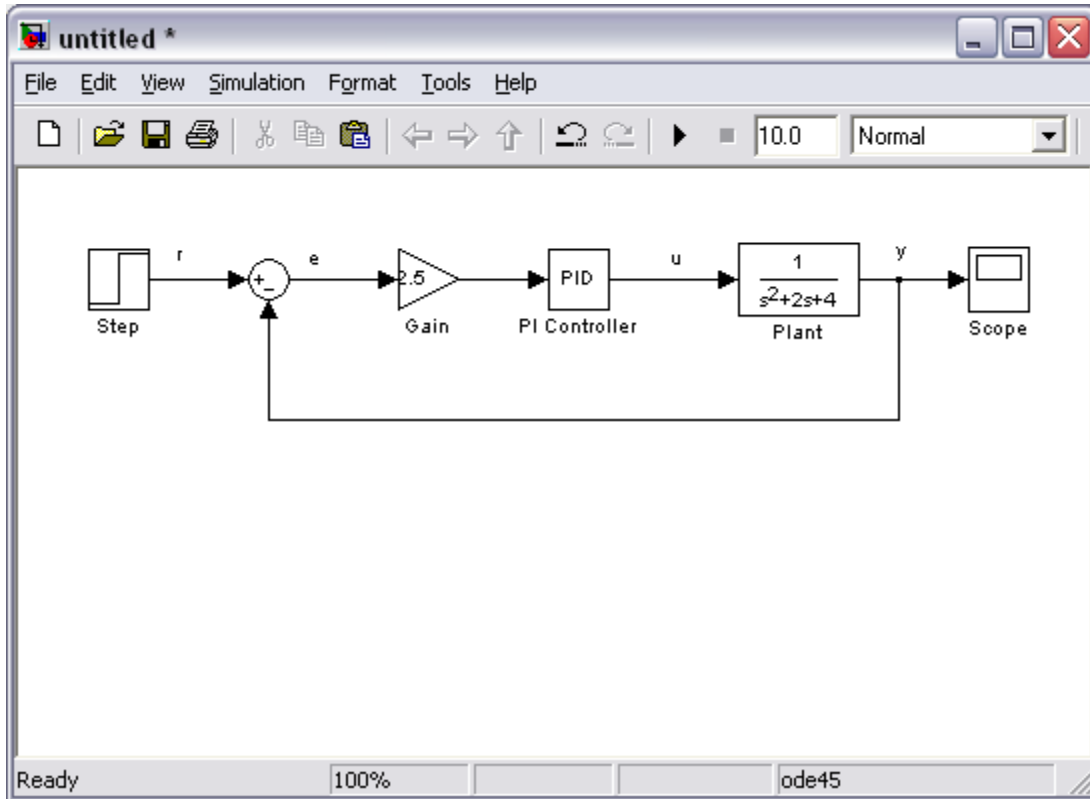 untitled *
File Edit View Simulation Format Tools Help
10.0 Normal
r
e
u
y
+
-
2.5
PID
1
s2+2s+4
Step
Gain
PI Controller
Plant
Scope
Ready 100% ode45